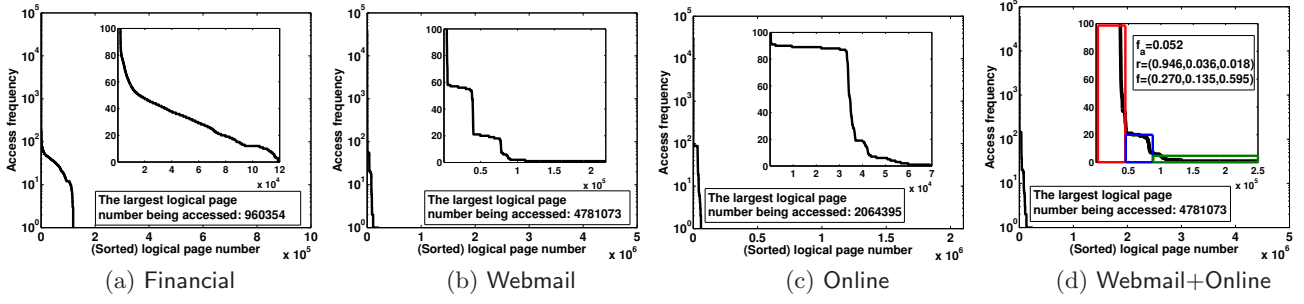 10^5
10^4
10^3
10^2
10^1
10^0
Access frequency
100
80
60
40
20
0
2 4 6 8 10 12
x 10^4
The largest logical page
number being accessed: 960354
0 2 4 6 8 10
(Sorted) logical page number
x 10^5
(a) Financial
10^5
10^4
10^3
10^2
10^1
10^0
Access frequency
100
80
60
40
20
0
0.5 1 1.5 2
x 10^5
The largest logical page
number being accessed: 4781073
0 1 2 3 4 5
(Sorted) logical page number
x 10^6
(b) Webmail
10^5
10^4
10^3
10^2
10^1
10^0
Access frequency
100
80
60
40
20
0
1 2 3 4 5 6 7
x 10^4
The largest logical page
number being accessed: 2064395
0 0.5 1 1.5 2
(Sorted) logical page number
x 10^6
(c) Online
10^5
10^4
10^3
10^2
10^1
10^0
Access frequency
100
80
60
40
20
0
f_a=0.052
r=(0.946,0.036,0.018)
f=(0.270,0.135,0.595)
0.5 1 1.5 2 2.5
x 10^5
The largest logical page
number being accessed: 4781073
0 1 2 3 4 5
(Sorted) logical page number
x 10^6
(d) Webmail+Online